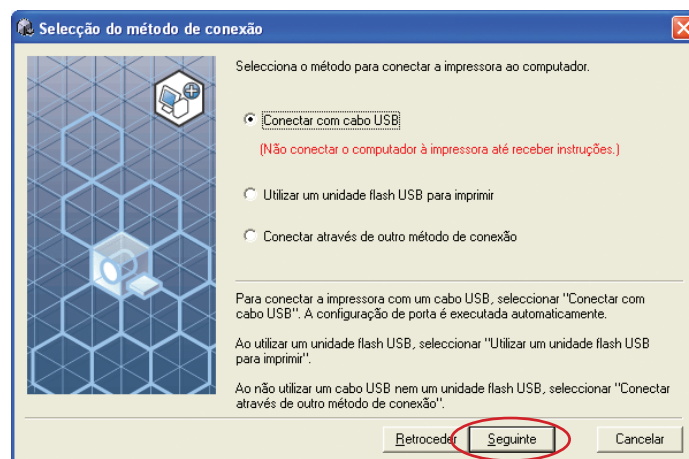 Selecção do método de conexão
Selecciona o método para conectar a impressora ao computador.
Conectar com cabo USB
(Não conectar o computador à impressora até receber instruções.)
Utilizar um unidade flash USB para imprimir
Conectar através de outro método de conexão
Para conectar a impressora com um cabo USB, seleccionar "Conectar com
cabo USB". A configuração de porta é executada automaticamente.
Ao utilizar um unidade flash USB, seleccionar "Utilizar um unidade flash USB
para imprimir".
Ao não utilizar um cabo USB nem um unidade flash USB, seleccionar "Conectar
através de outro método de conexão".
Retroceder Seguinte Cancelar